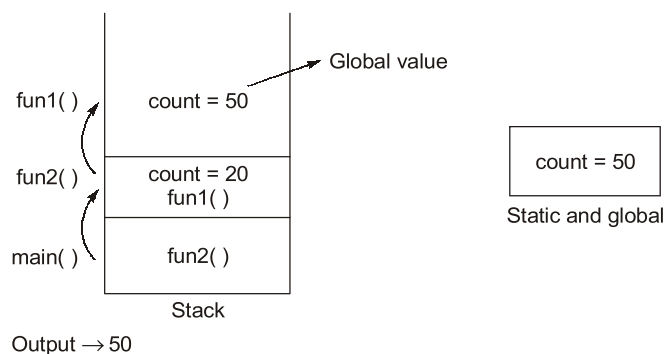 Global value
fun1( )
count = 50
fun2( )
count = 20
fun1( )
main( )
fun2( )
Stack
count = 50
Static and global
Output → 50